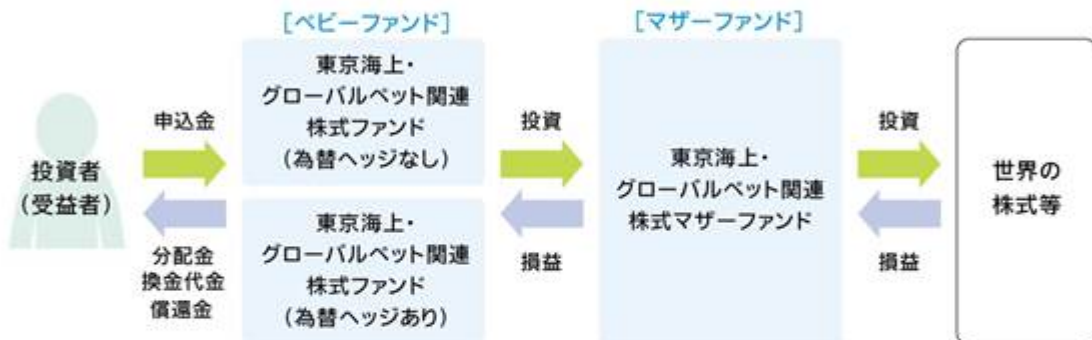 [ベビーファンド]
[マザーファンド]
投資者
(受益者)
申込金
分配金
換金代金
償還金
東京海上・
グローバルペット関連
株式ファンド
(為替ヘッジなし)
東京海上・
グローバルペット関連
株式ファンド
(為替ヘッジあり)
投資
損益
東京海上・
グローバルペット関連
株式マザーファンド
投資
損益
世界の
株式等